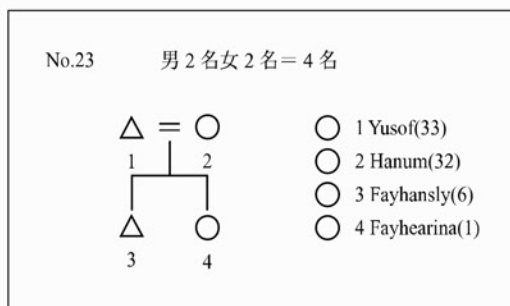 No.23 男2名女2名＝4名
1 2
3 4
1 Yusof(33)
2 Hanum(32)
3 Fayhansly(6)
4 Fayhearina(1)